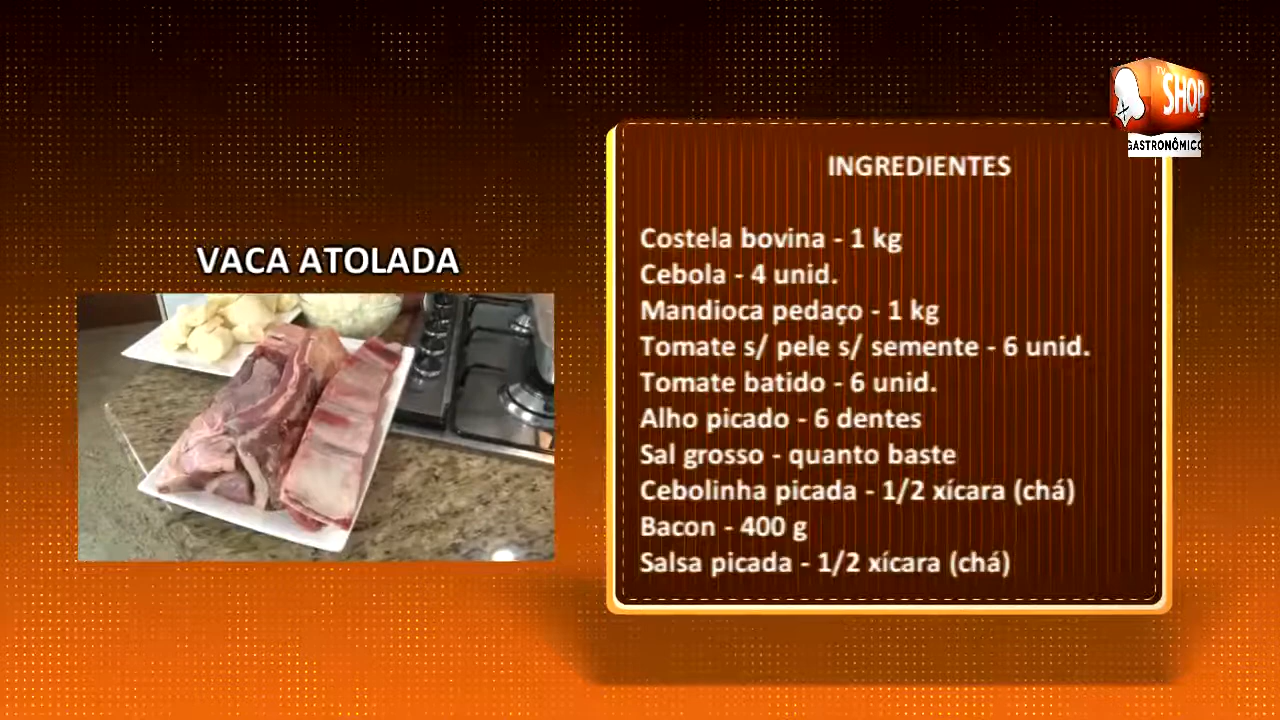 TV
SHOP
GASTRONÔMICO
INGREDIENTES
VACA ATOLADA
Costela bovina - 1 kg
Cebola - 4 unid.
Mandioca pedaço - 1 kg
Tomate s/ pele s/ semente - 6 unid.
Tomate batido - 6 unid.
Alho picado - 6 dentes
Sal grosso - quanto baste
Cebolinha picada - 1/2 xícara (chá)
Bacon - 400 g
Salsa picada - 1/2 xícara (chá)